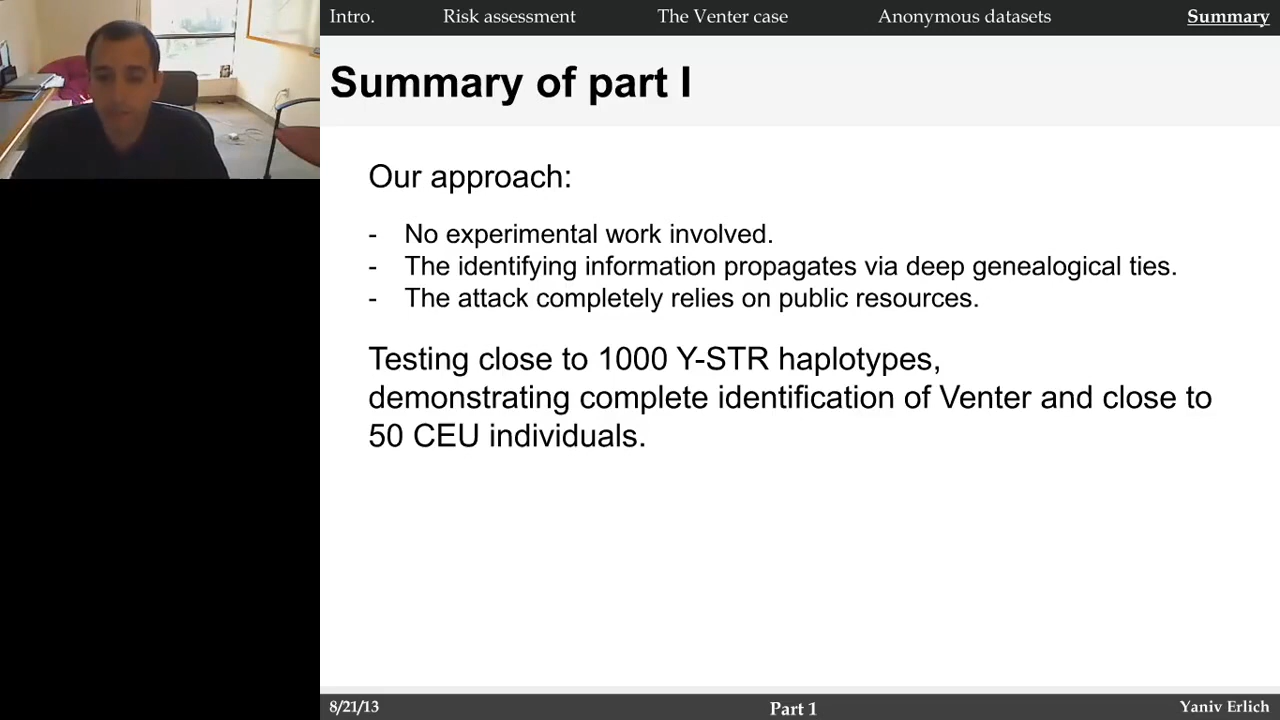 Intro. Risk assessment The Venter case Anonymous datasets Summary
Summary of part I
Our approach:
- No experimental work involved.
- The identifying information propagates via deep genealogical ties.
- The attack completely relies on public resources.
Testing close to 1000 Y-STR haplotypes,
demonstrating complete identification of Venter and close to
50 CEU individuals.
8/21/13 Part 1 Yaniv Erlich